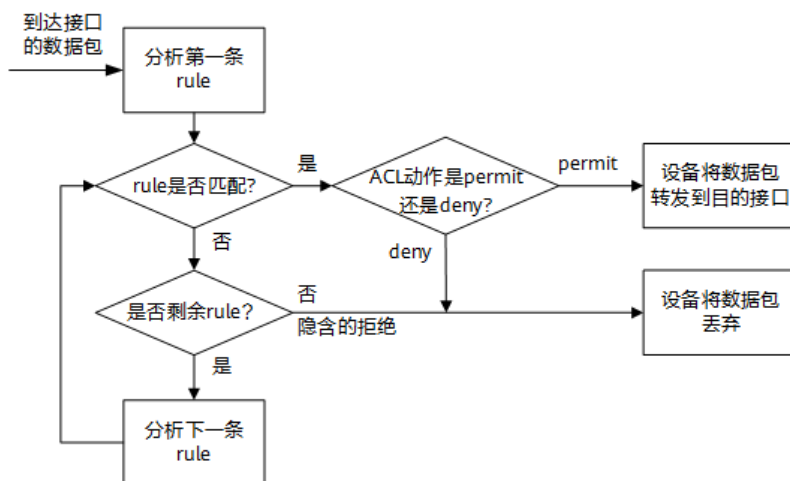 到达接口
的数据包
分析第一条
rule
rule是否匹配?
是
ACL动作是permit
还是deny?
permit
设备将数据包
转发到目的接口
否
deny
是否剩余rule?
否
隐含的拒绝
设备将数据包
丢弃
是
分析下一条
rule